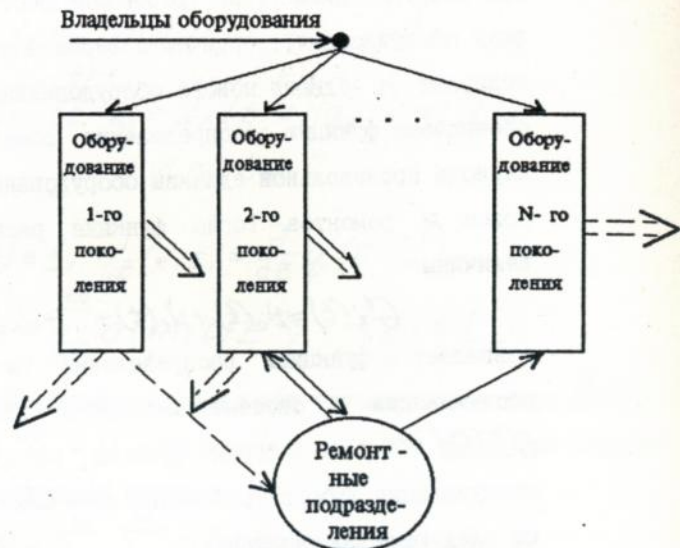 Владельцы оборудования
Обору-
дование
1-го
поко-
ления
Обору-
дование
2-го
поко-
ления
. . .
Обору-
дование
N- го
поко-
ления
Ремонт -
ные
подразде-
ления